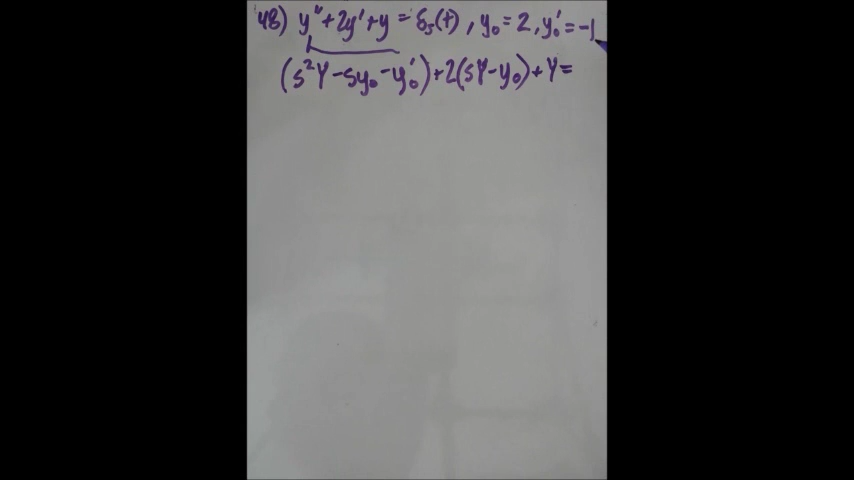 48) y" + 2y' + y = δ₅(t), y₀ = 2, y₀' = -1
(s²Y - sy₀ - y₀') + 2(sY - y₀) + Y =